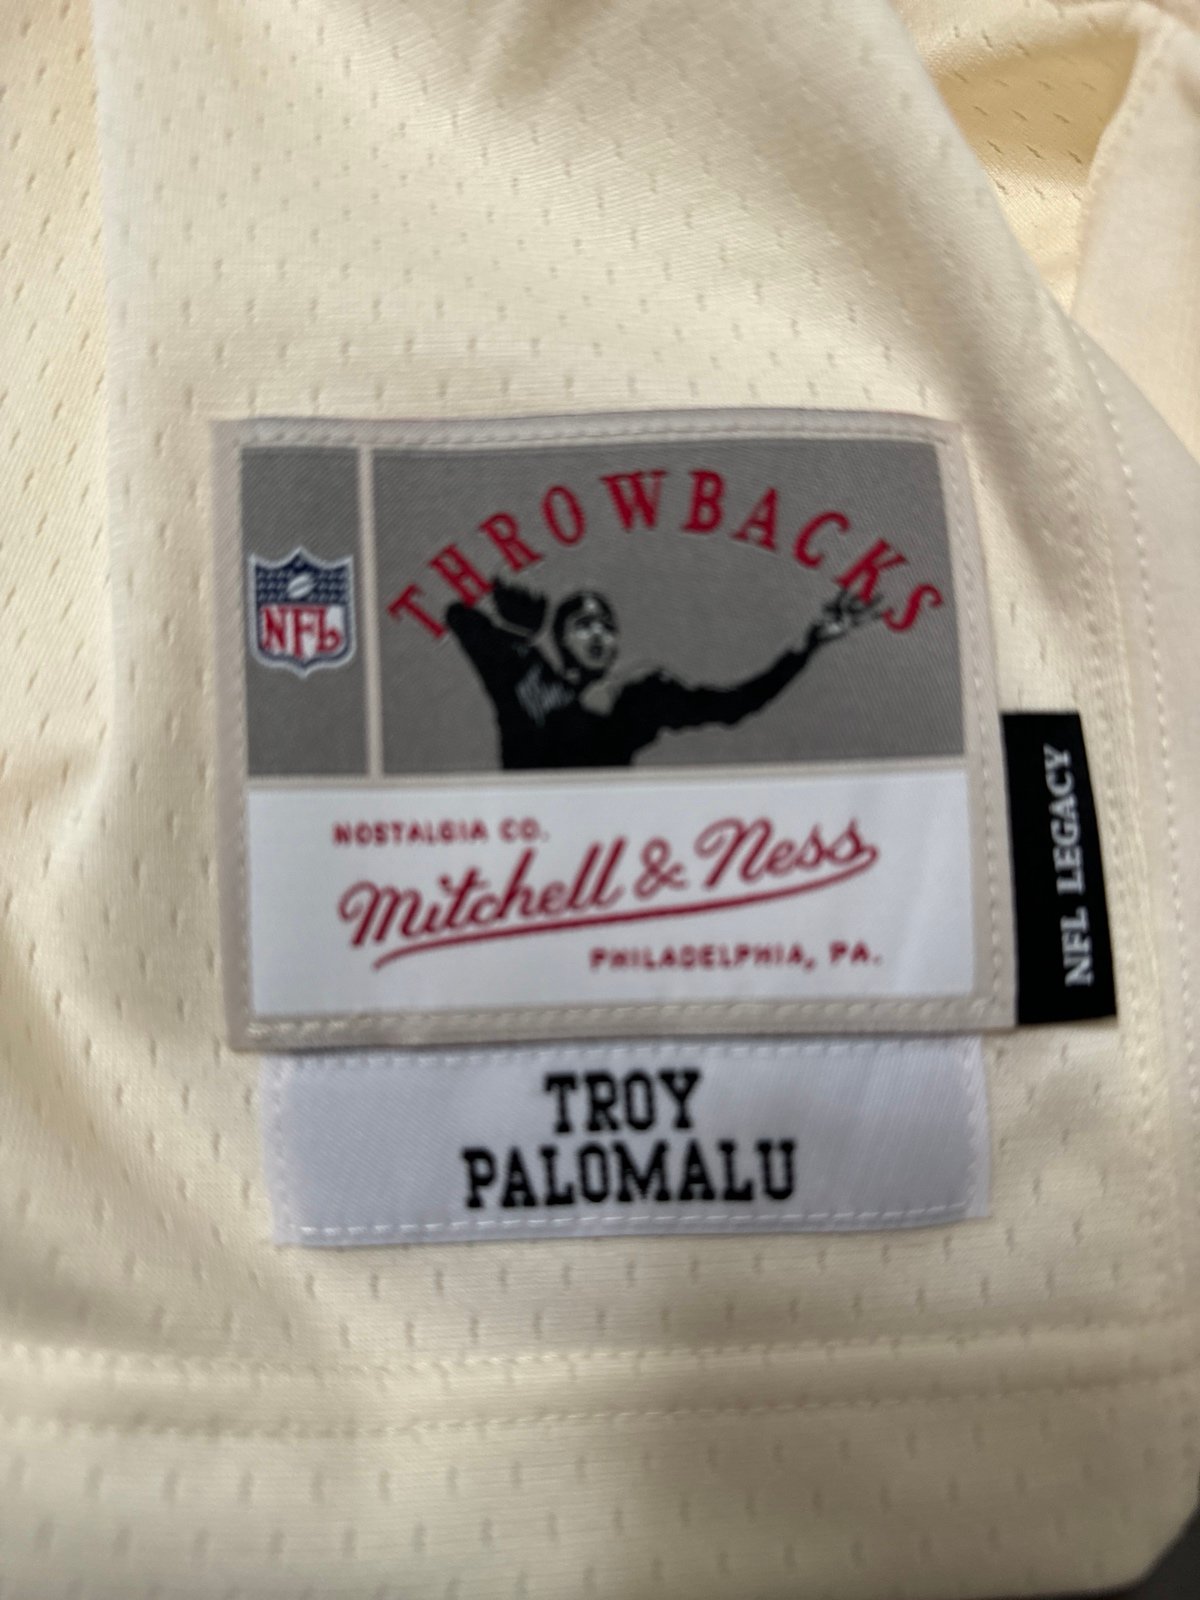 THROWBACKS
NFL
NOSTALGIA CO.
Mitchell & Ness
PHILADELPHIA, PA.
NFL LEGACY
TROY
PALOMALU